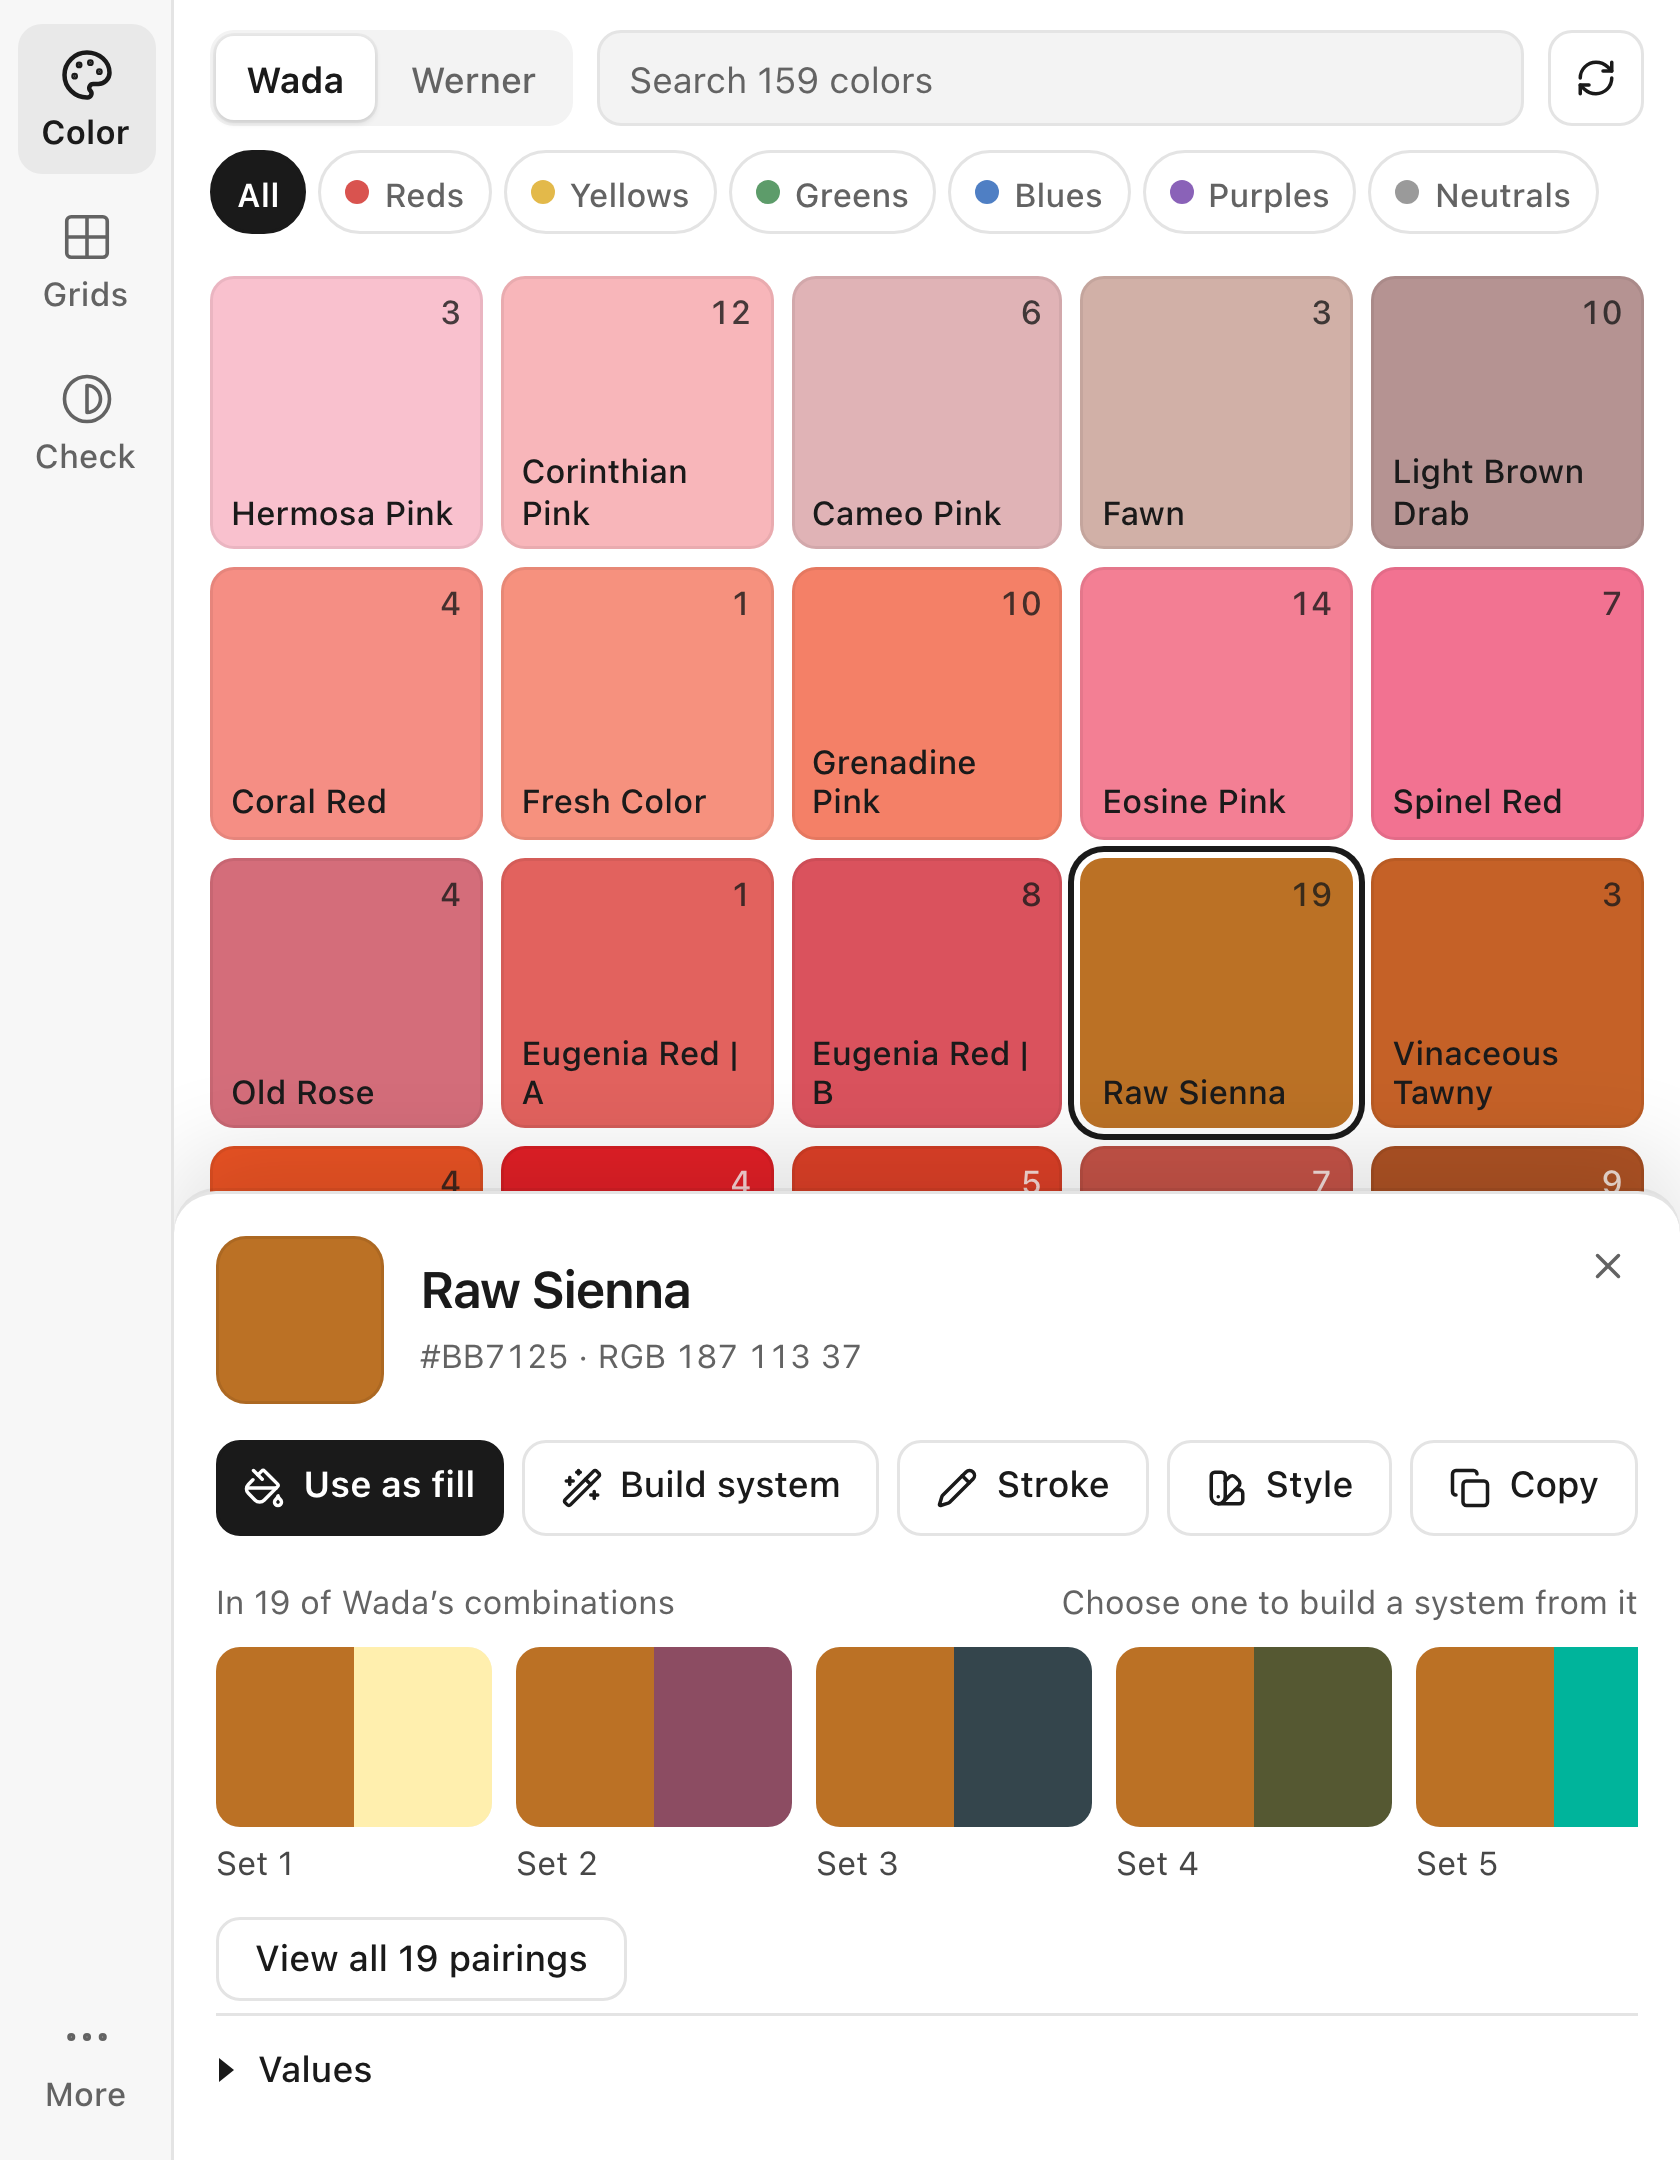 Color
Grids
Check
More
Wada Werner Search 159 colors
All Reds Yellows Greens Blues Purples Neutrals
3 12 6 3 10
Hermosa Pink
Corinthian
Pink
Cameo Pink
Fawn
Light Brown
Drab
4 1 10 14 7
Coral Red
Fresh Color
Grenadine
Pink
Eosine Pink
Spinel Red
4 1 8 19 3
Old Rose
Eugenia Red |
A
Eugenia Red |
B
Raw Sienna
Vinaceous
Tawny
4 4 5 7 9
Raw Sienna
#BB7125 · RGB 187 113 37
Use as fill Build system Stroke Style Copy
In 19 of Wada’s combinations Choose one to build a system from it
Set 1 Set 2 Set 3 Set 4 Set 5
View all 19 pairings
Values